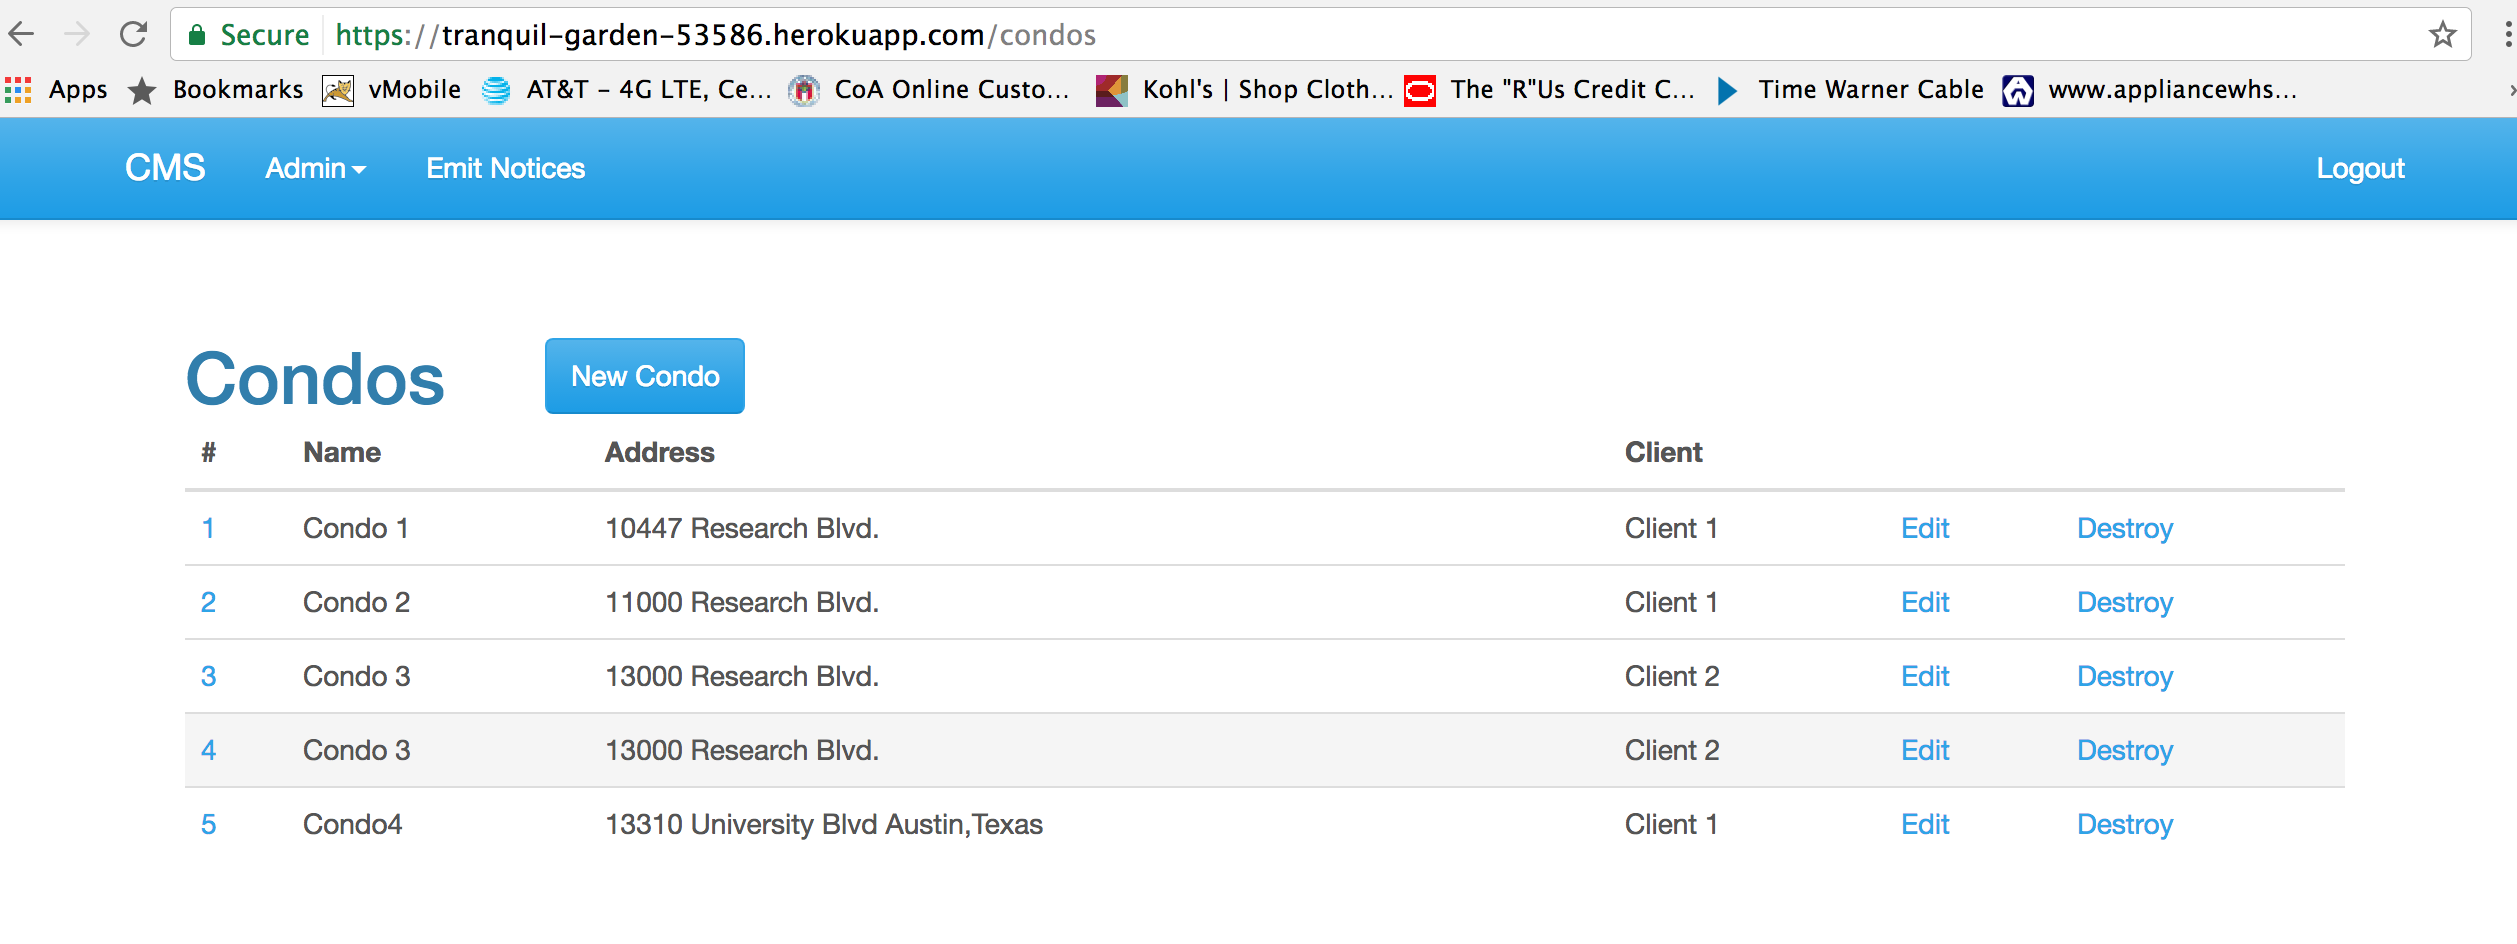 Secure https://tranquil-garden-53586.herokuapp.com/condos
Apps Bookmarks vMobile AT&T - 4G LTE, Ce... CoA Online Custo... Kohl's | Shop Cloth... The "R"Us Credit C... Time Warner Cable www.appliancewhs...
CMS Admin Emit Notices Logout
Condos New Condo
# Name Address Client
1 Condo 1 10447 Research Blvd. Client 1 Edit Destroy
2 Condo 2 11000 Research Blvd. Client 1 Edit Destroy
3 Condo 3 13000 Research Blvd. Client 2 Edit Destroy
4 Condo 3 13000 Research Blvd. Client 2 Edit Destroy
5 Condo4 13310 University Blvd Austin,Texas Client 1 Edit Destroy